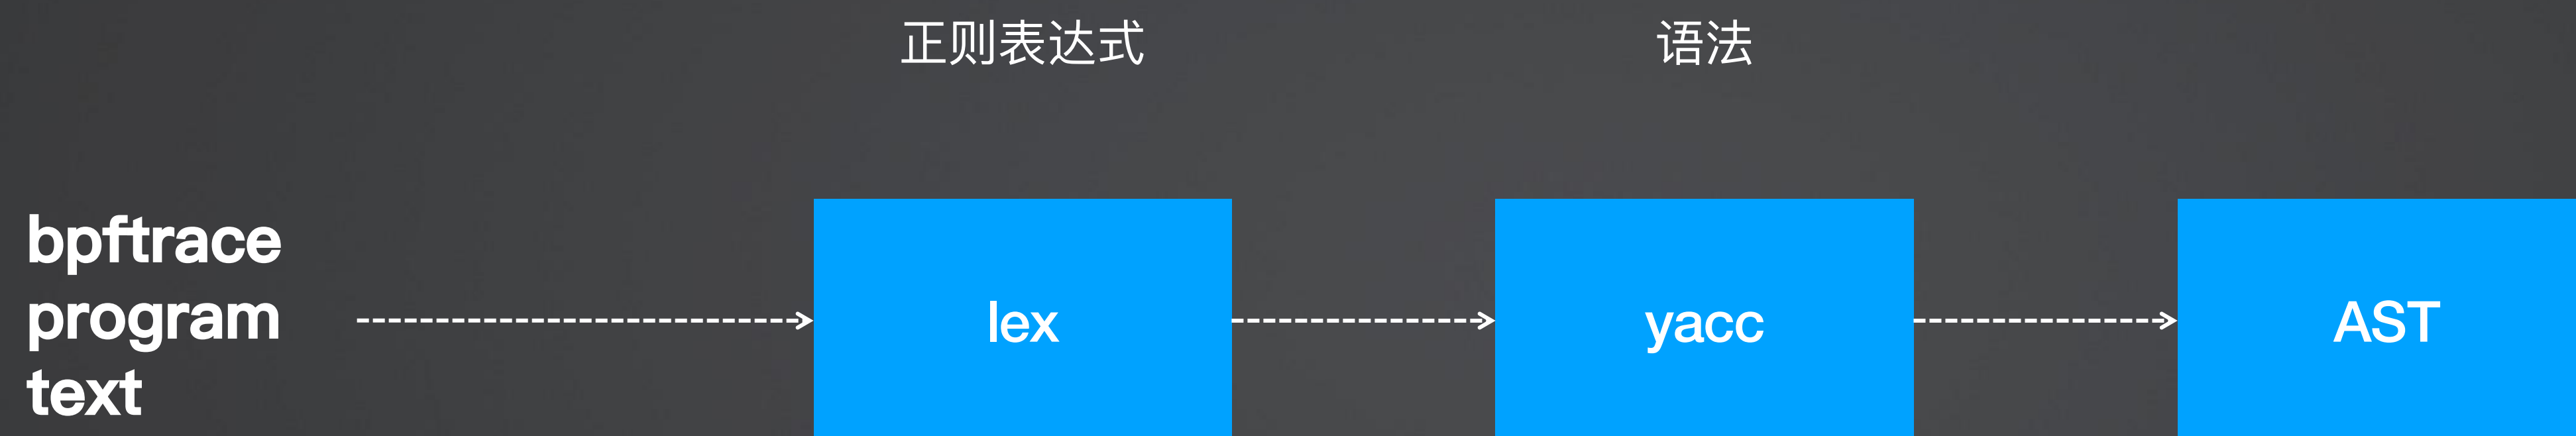 正则表达式
语法
bpftrace
program
text
lex
yacc
AST